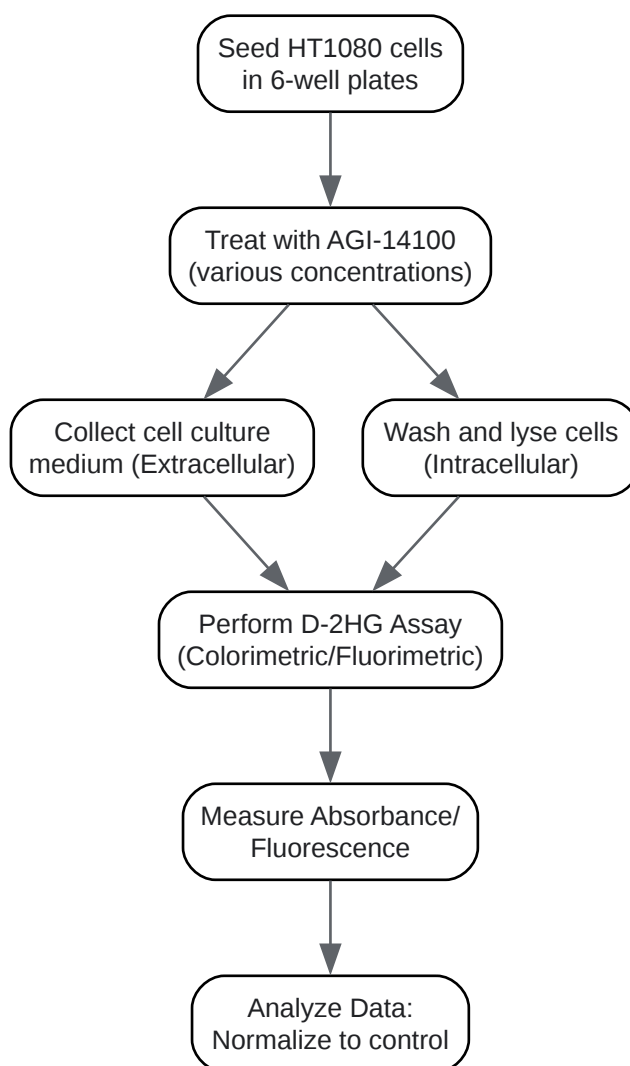 Seed HT1080 cells
in 6-well plates
Treat with AGI-14100
(various concentrations)
Collect cell culture
medium (Extracellular)
Wash and lyse cells
(Intracellular)
Perform D-2HG Assay
(Colorimetric/Fluorimetric)
Measure Absorbance/
Fluorescence
Analyze Data:
Normalize to control